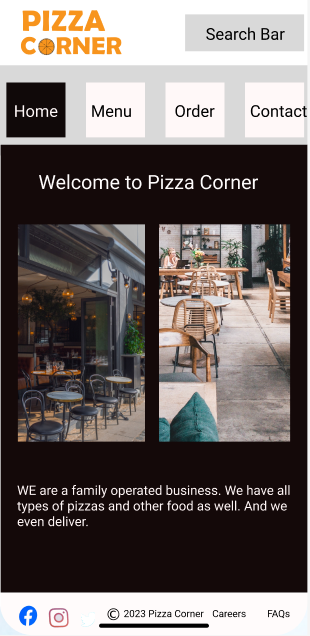 PIZZA
CORNER
Search Bar
Home Menu Order Contact
Welcome to Pizza Corner
WE are a family operated business. We have all
types of pizzas and other food as well. And we
even deliver.
© 2023 Pizza Corner Careers FAQs